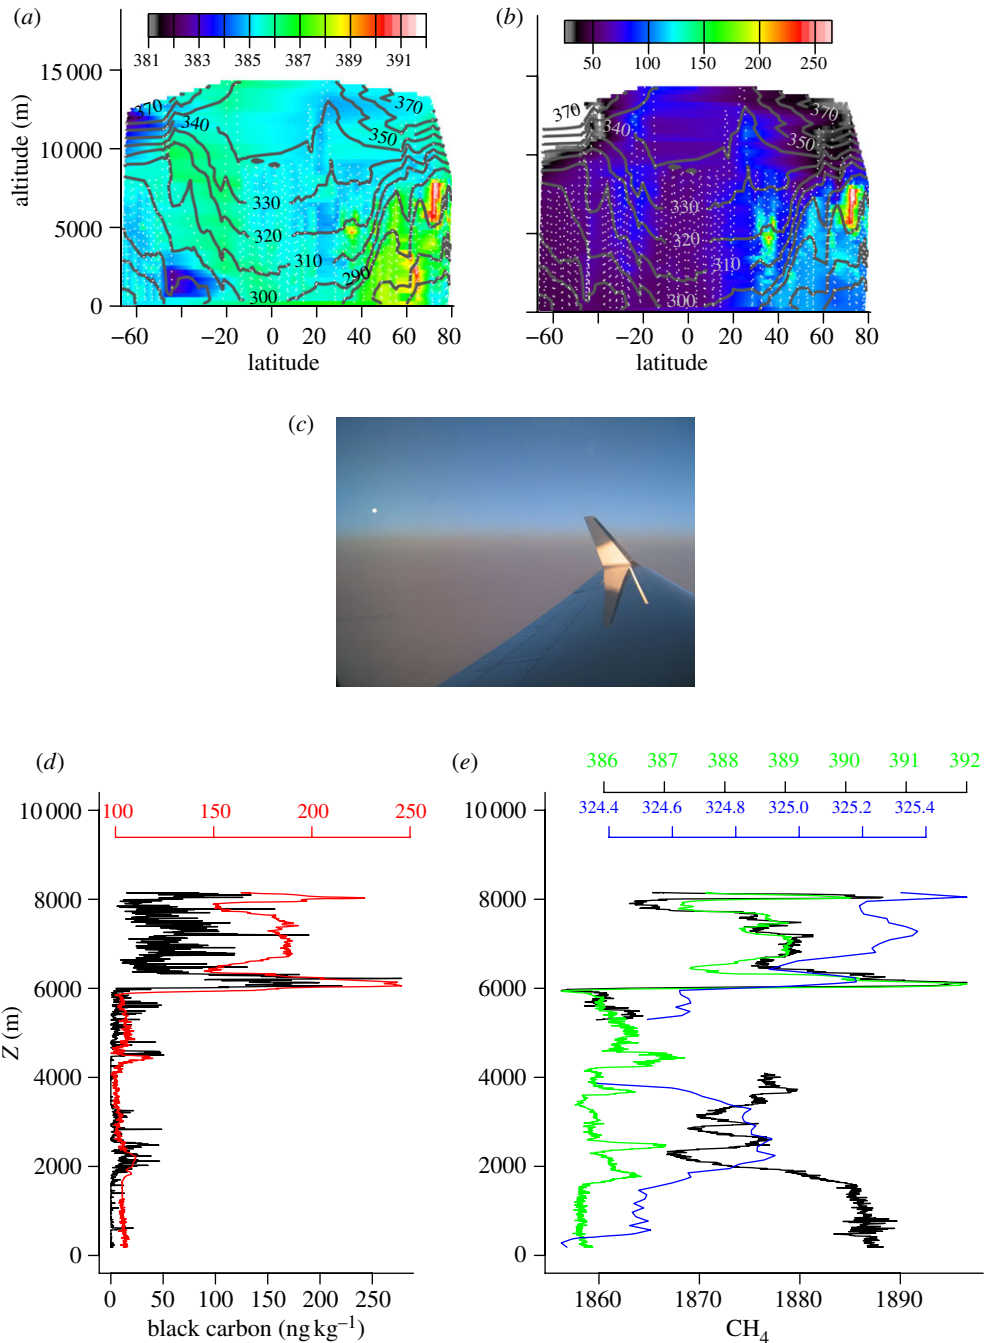 (a)
(b)
381 383 385 387 389 391
50 100 150 200 250
15 000
10 000
5000
0
altitude (m)
370
340
370
350
330
320
310
290
300
370
340
370
350
330
320
310
300
−60 −20 0 20 40 60 80
latitude
−60 −20 0 20 40 60 80
latitude
(c)
(d)
(e)
386 387 388 389 390 391 392
100 150 200 250
324.4 324.6 324.8 325.0 325.2 325.4
10 000
8000
6000
4000
2000
0
Z (m)
10 000
8000
6000
4000
2000
0
0 50 100 150 200 250
black carbon (ng kg−1)
1860 1870 1880 1890
CH4